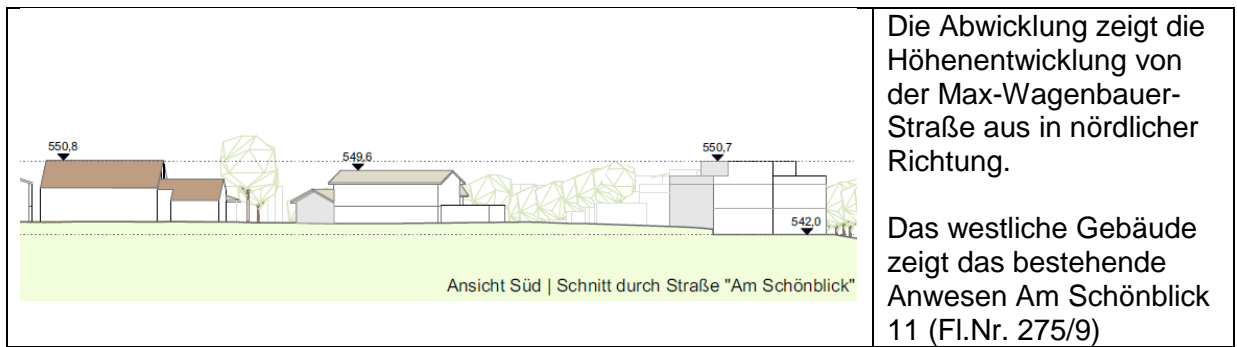 550,8
549,6
550,7
542,0
Ansicht Süd | Schnitt durch Straße "Am Schönblick"
Die Abwicklung zeigt die
Höhenentwicklung von
der Max-Wagenbauer-
Straße aus in nördlicher
Richtung.
Das westliche Gebäude
zeigt das bestehende
Anwesen Am Schönblick
11 (Fl.Nr. 275/9)